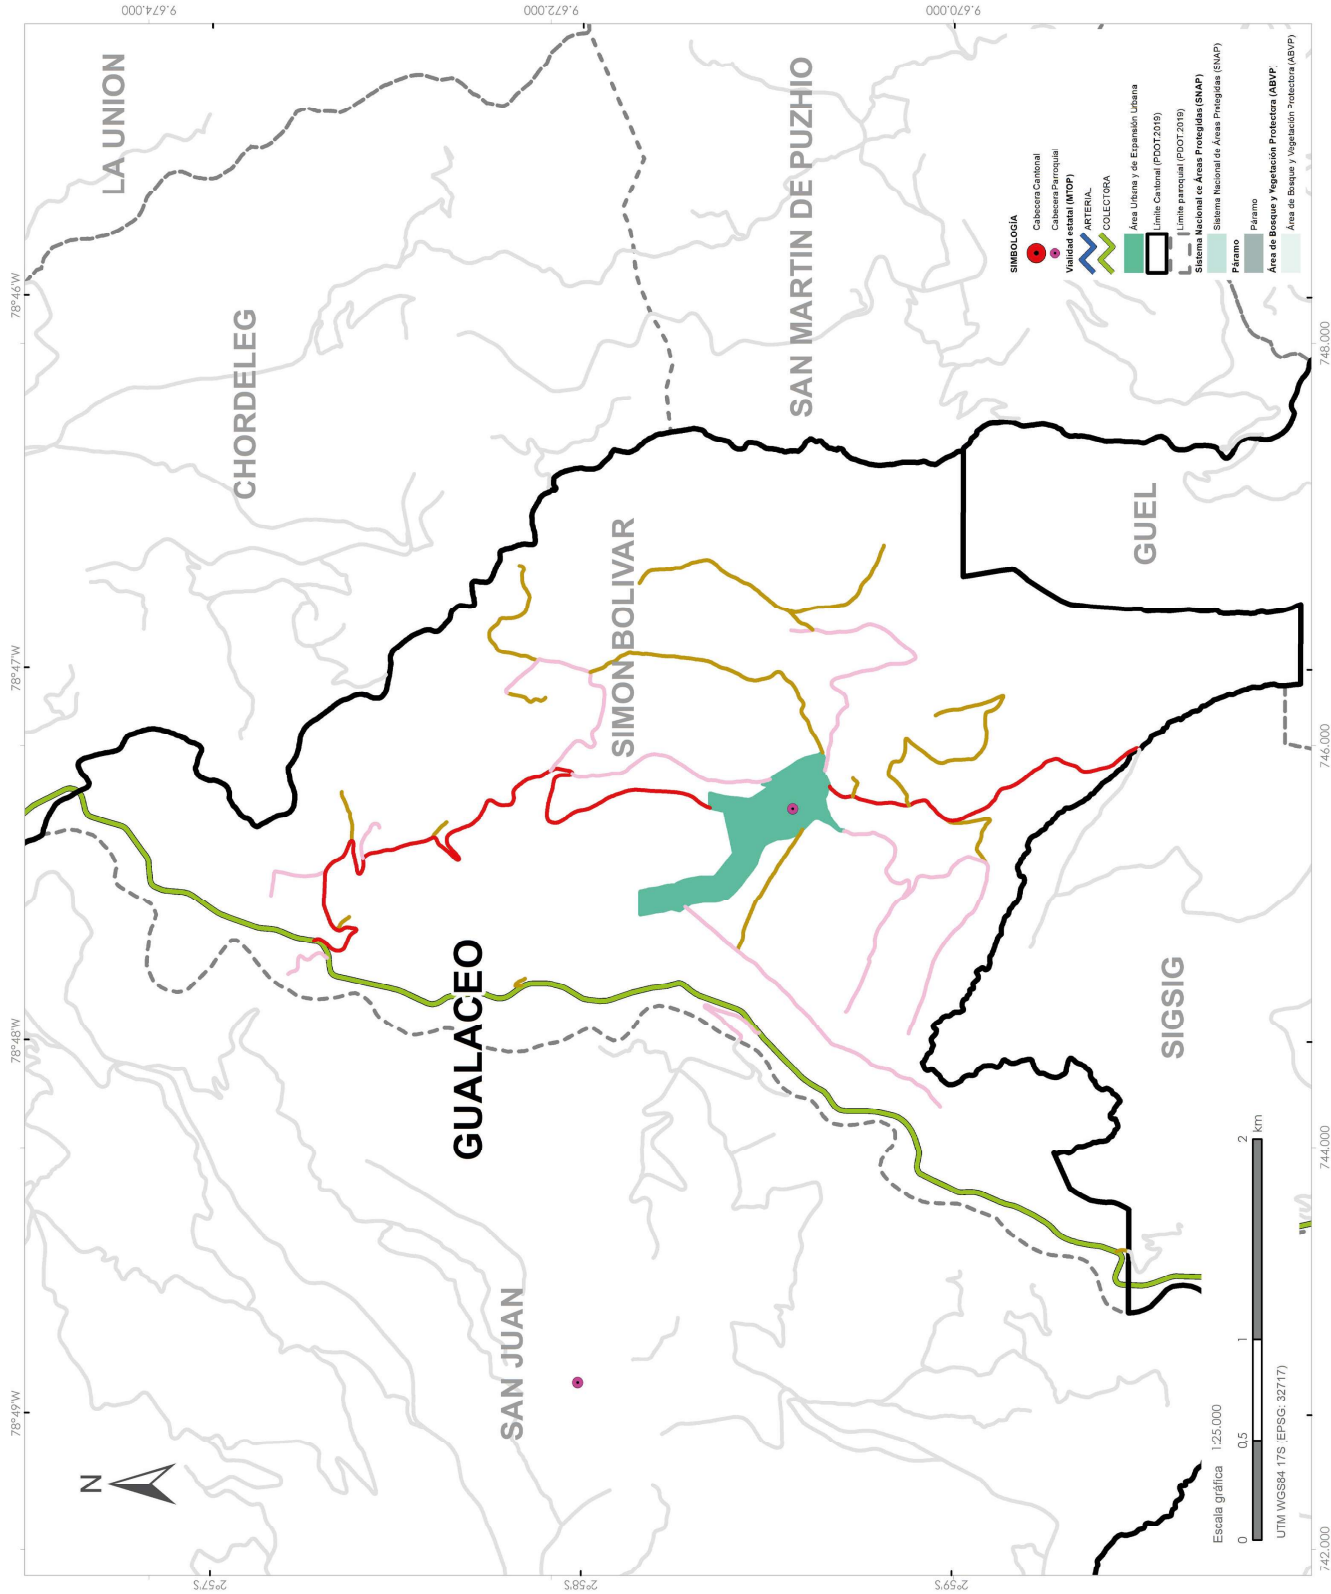 LA UNION
CHORDELEG
SAN MARTIN DE PUZHIO
SIMON BOLIVAR
GUEL
GUALACEO
SIGSIG
SAN JUAN
N
78°49'W
78°48'W
78°47'W
78°46'W
2°57'S
2°58'S
2°59'S
9.674.000
9.672.000
9.670.000
742.000
744.000
746.000
748.000
SIMBOLOGÍA
Cabecera Cantonal
Cabecera Parroquial
Vialidad estatal (MTOP)
ARTERIAL
COLECTORA
Área Urbana y de Expansión Urbana
Límite Cantonal (PDOT2019)
Límite parroquial (PDOT2019)
Sistema Nacional de Áreas Protegidas (SNAP)
Sistema Nacional de Áreas Protegidas (SNAP)
Páramo
Páramo
Área de Bosque y Vegetación Protectora (ABVP)
Área de Bosque y Vegetación Protectora (ABVP)
Escala gráfica 1:25.000
0 0,5 1 2
km
UTM WGS84 17S (EPSG: 32717)